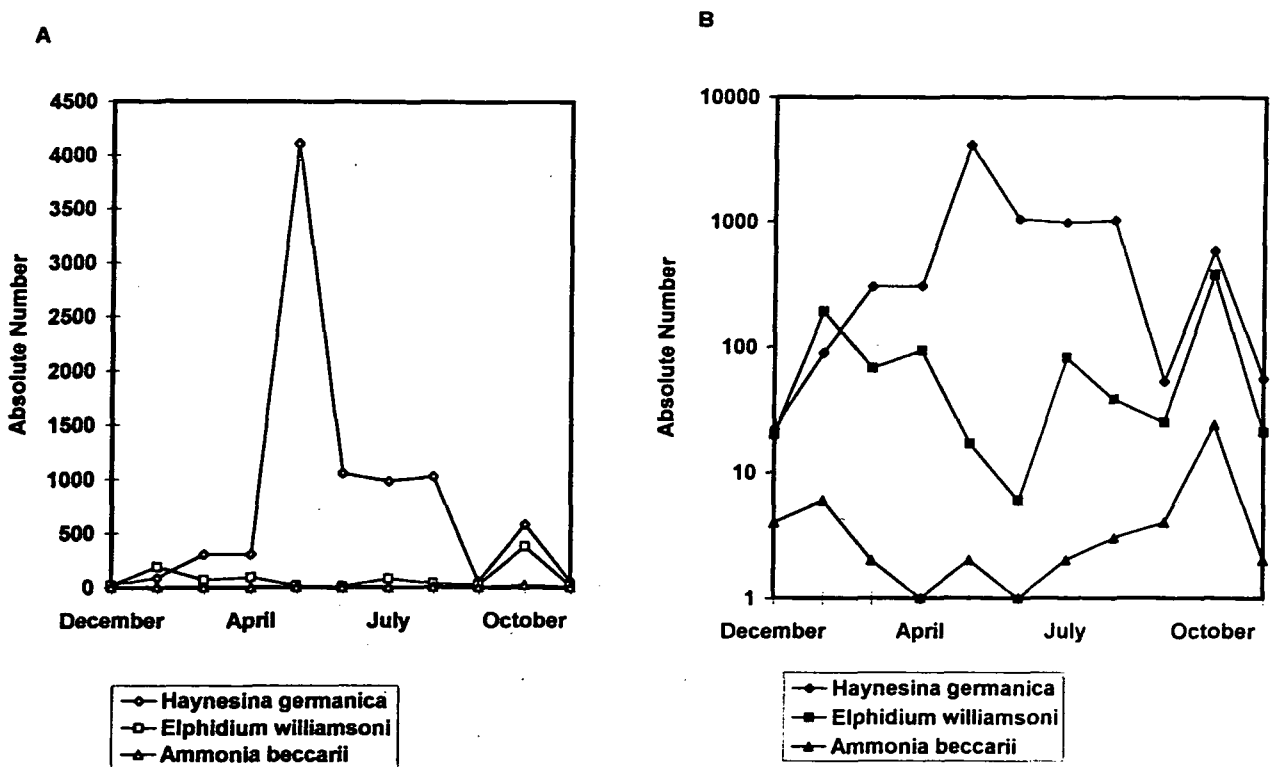 A
4500
4000
3500
3000
2500
2000
1500
1000
500
0
Absolute Number
December April July October
Haynesina germanica
Elphidium williamsoni
Ammonia beccarii
B
10000
1000
100
10
1
Absolute Number
December April July October
Haynesina germanica
Elphidium williamsoni
Ammonia beccarii